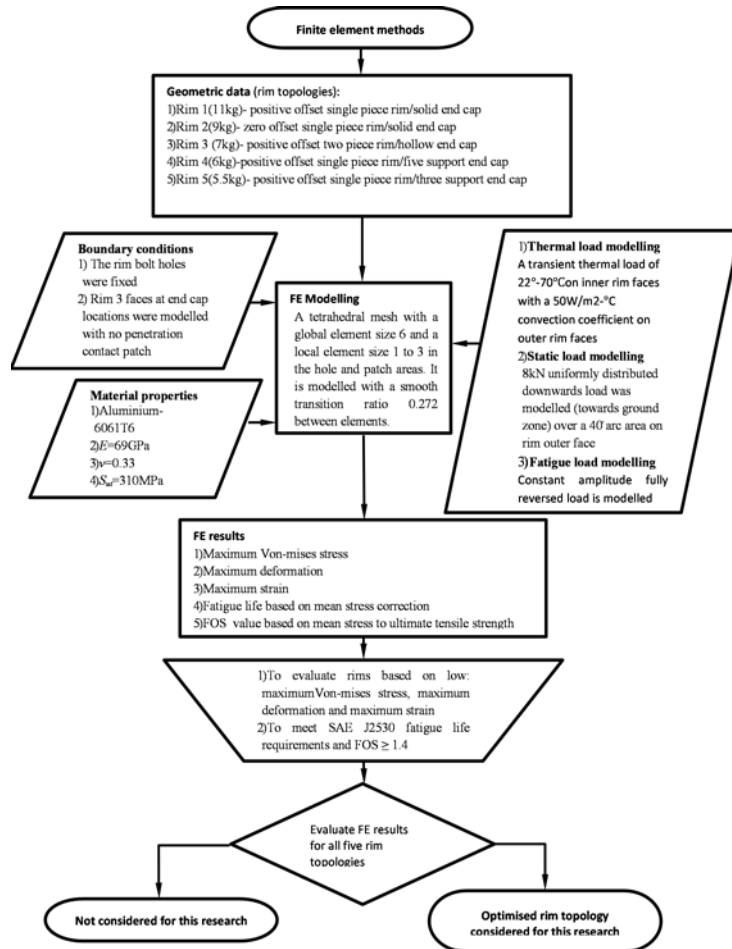 Finite element methods
Geometric data (rim topologies):
1)Rim 1(11kg)- positive offset single piece rim/solid end cap
2)Rim 2(9kg)- zero offset single piece rim/solid end cap
3)Rim 3 (7kg)- positive offset two piece rim/hollow end cap
4)Rim 4(6kg)-positive offset single piece rim/five support end cap
5)Rim 5(5.5kg)- positive offset single piece rim/three support end cap
Boundary conditions
1) The rim bolt holes
were fixed
2) Rim 3 faces at end cap
locations were modelled
with no penetration
contact patch
Material properties
1)Aluminium-
6061T6
2)E=69GPa
3)ν=0.33
4)Sut=310MPa
FE Modelling
A tetrahedral mesh with a
global element size 6 and a
local element size 1 to 3 in
the hole and patch areas. It
is modelled with a smooth
transition ratio 0.272
between elements.
1)Thermal load modelling
A transient thermal load of
22°-70°Con inner rim faces
with a 50W/m2-°C
convection coefficient on
outer rim faces
2)Static load modelling
8kN uniformly distributed
downwards load was
modelled (towards ground
zone) over a 40° arc area on
rim outer face
3)Fatigue load modelling
Constant amplitude fully
reversed load is modelled
FE results
1)Maximum Von-mises stress
2)Maximum deformation
3)Maximum strain
4)Fatigue life based on mean stress correction
5)FOS value based on mean stress to ultimate tensile strength
1)To evaluate rims based on low:
maximumVon-mises stress, maximum
deformation and maximum strain
2)To meet SAE J2530 fatigue life
requirements and FOS ≥ 1.4
Evaluate FE results
for all five rim
topologies
Not considered for this research
Optimised rim topology
considered for this research